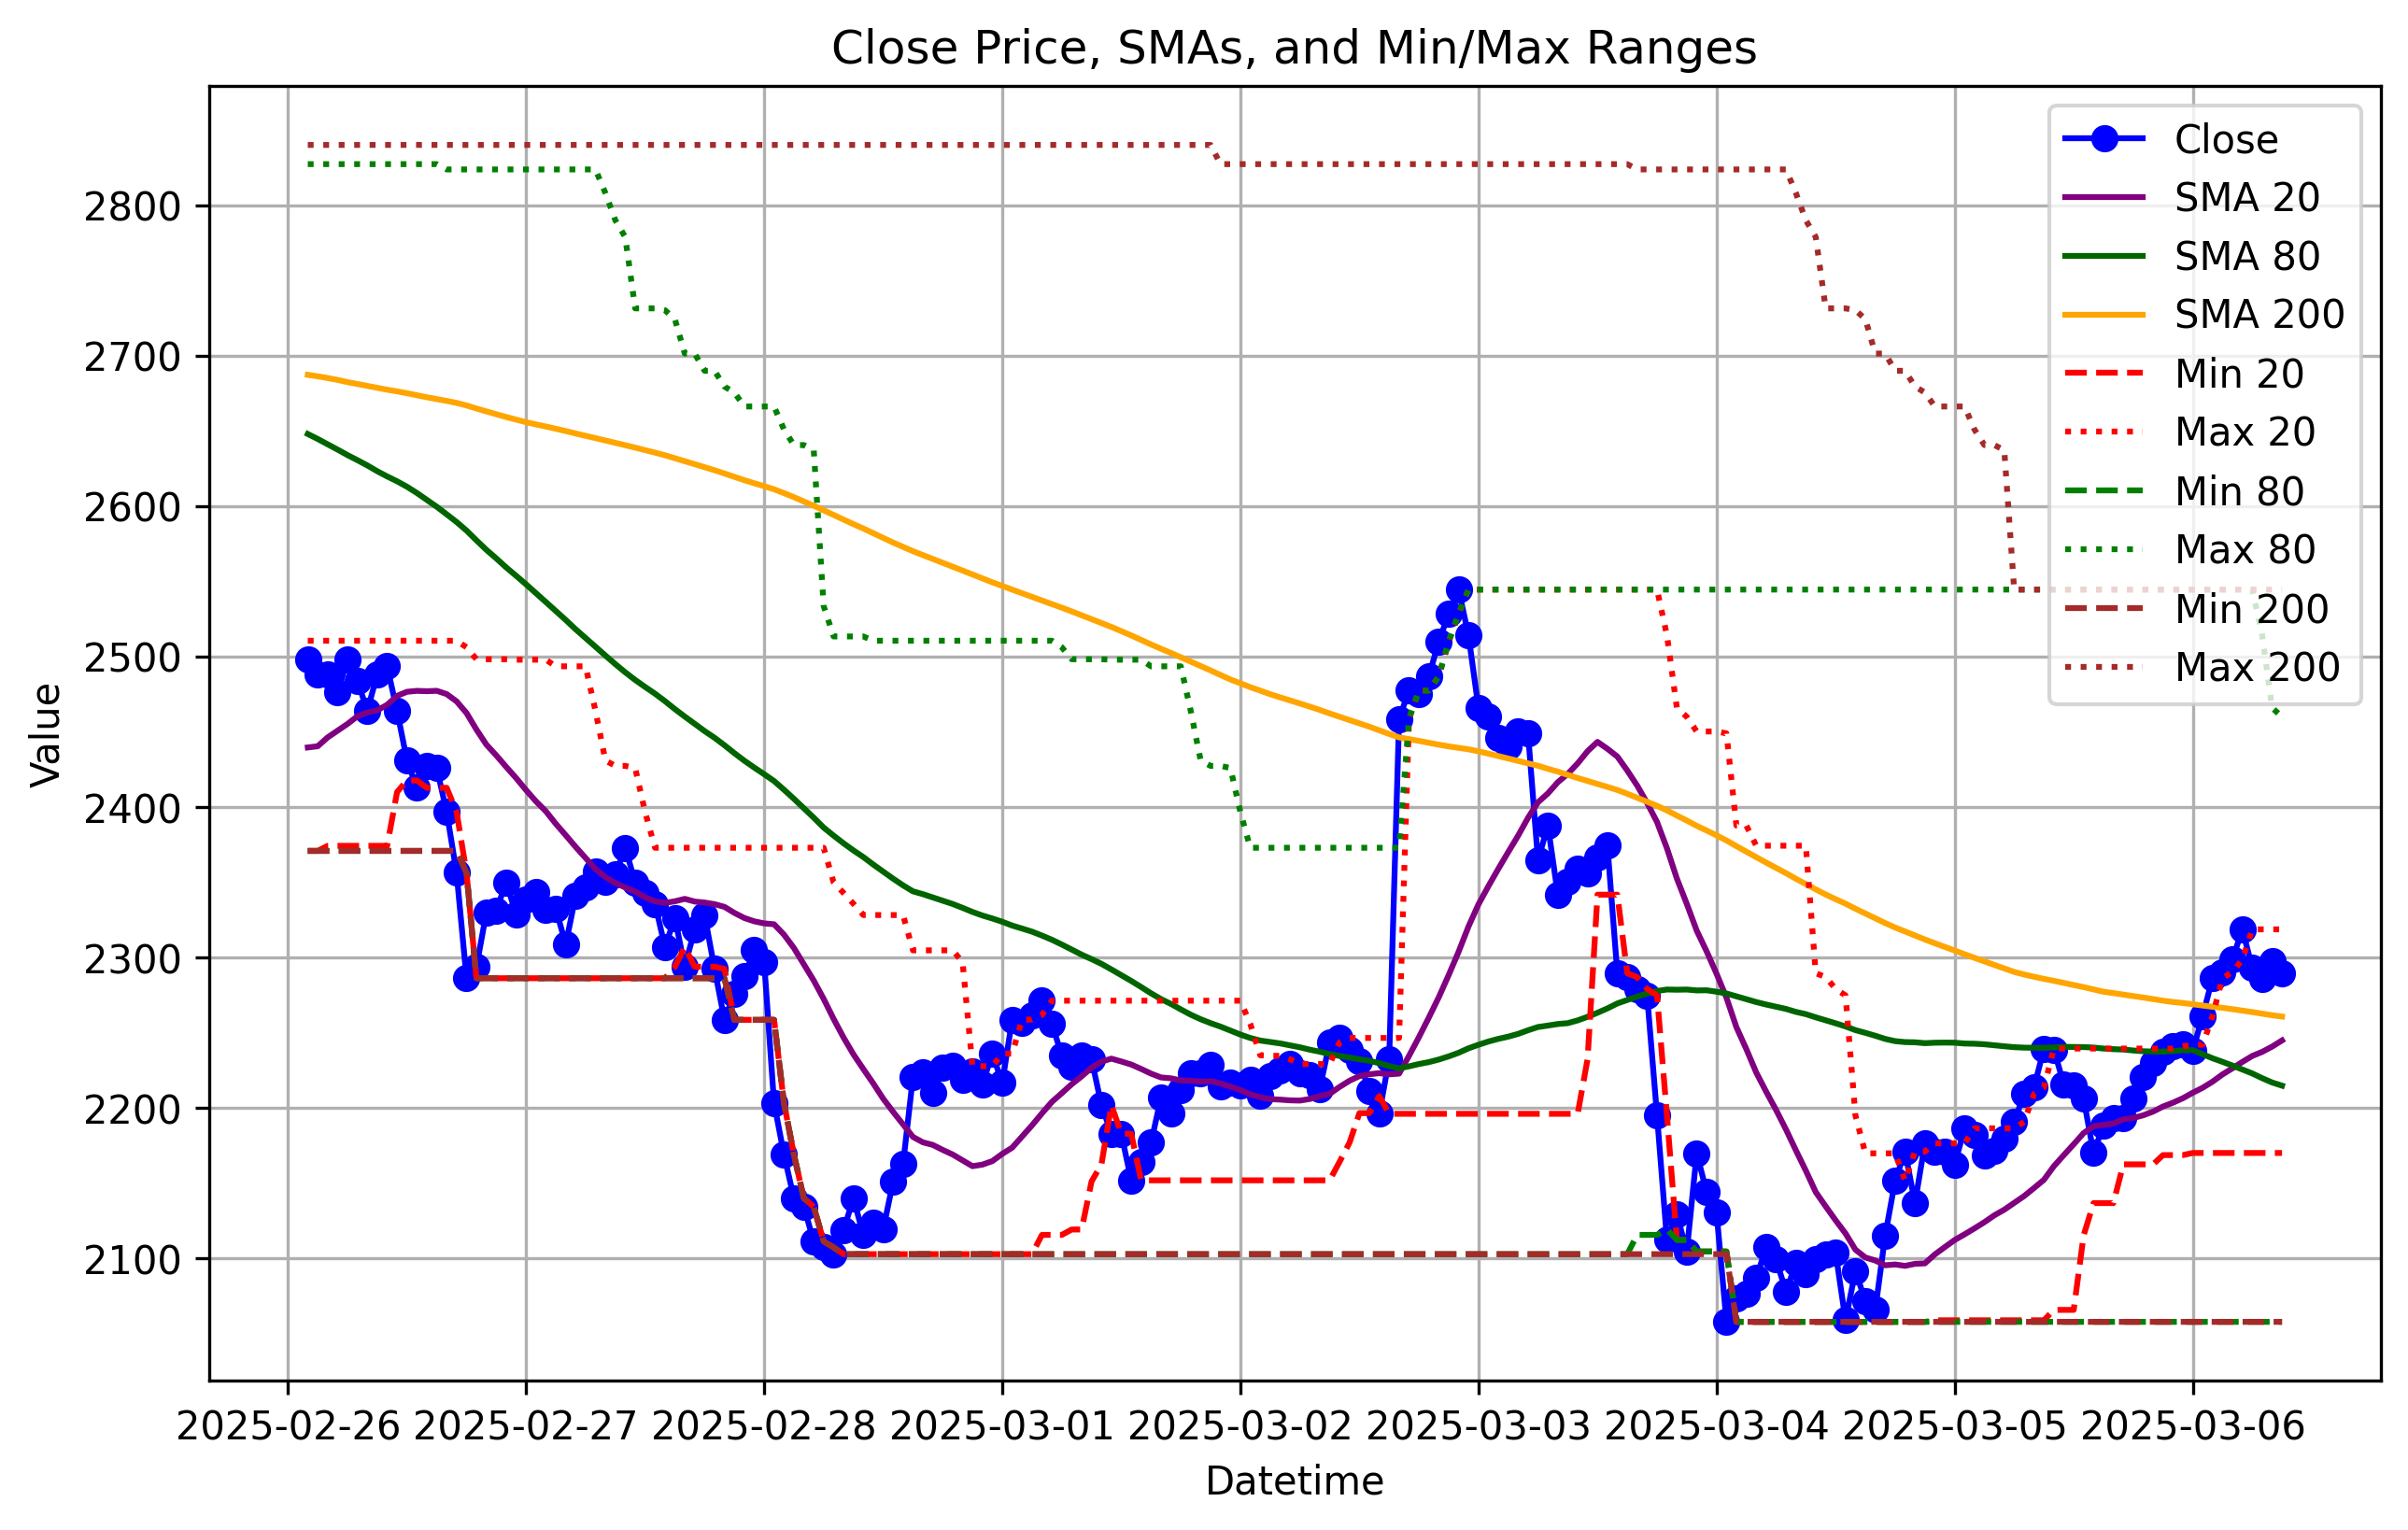 Close Price, SMAs, and Min/Max Ranges
Close
SMA 20
SMA 80
SMA 200
Min 20
Max 20
Min 80
Max 80
Min 200
Max 200
Value
2800
2700
2600
2500
2400
2300
2200
2100
2025-02-26 2025-02-27 2025-02-28 2025-03-01 2025-03-02 2025-03-03 2025-03-04 2025-03-05 2025-03-06
Datetime